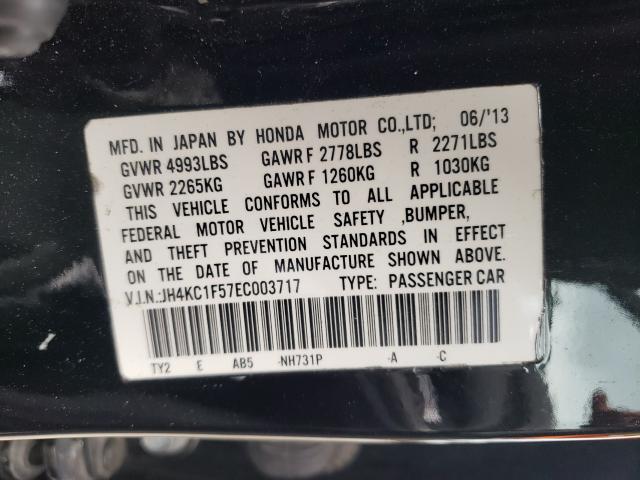 MFD. IN JAPAN BY HONDA MOTOR CO.,LTD; 06/'13
GVWR 4993LBS GAWR F 2778LBS R 2271LBS
GVWR 2265KG GAWR F 1260KG R 1030KG
THIS VEHICLE CONFORMS TO ALL APPLICABLE
FEDERAL MOTOR VEHICLE SAFETY ,BUMPER,
AND THEFT PREVENTION STANDARDS IN EFFECT
ON THE DATE OF MANUFACTURE SHOWN ABOVE.
V.I.N.:JH4KC1F57EC003717 TYPE: PASSENGER CAR
TY2 E AB5 -NH731P -A -C